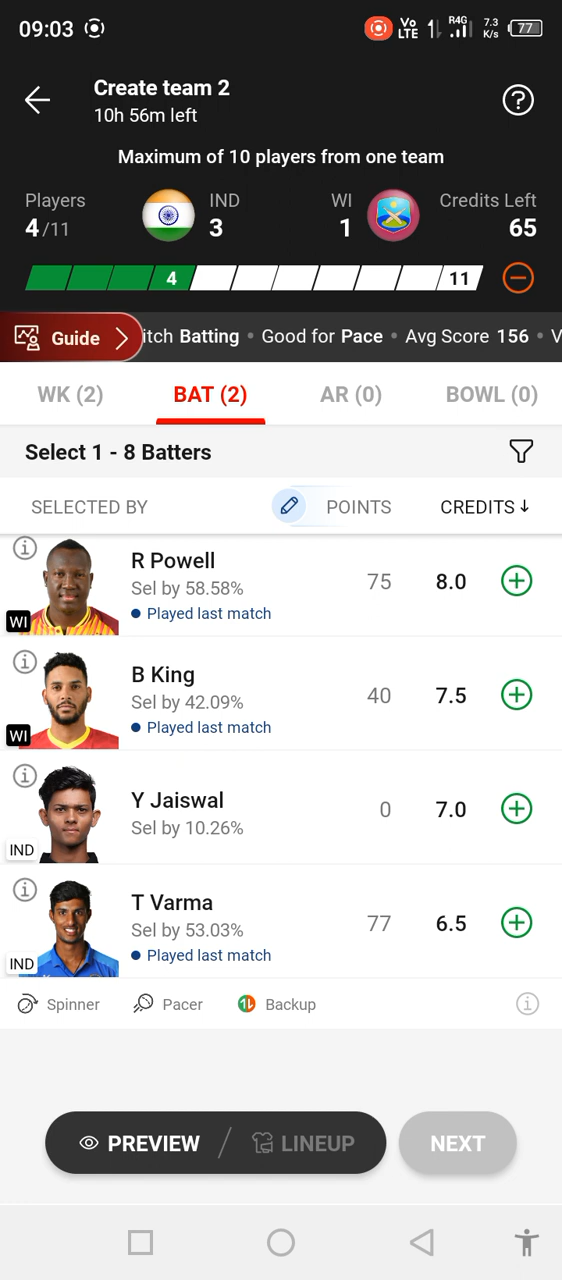 09:03
Vo LTE
R4G
7.3 K/s
77
Create team 2
10h 56m left
Maximum of 10 players from one team
Players
4/11
IND
3
WI
1
Credits Left
65
4
11
Guide
itch Batting • Good for Pace • Avg Score 156 • V
WK (2) BAT (2) AR (0) BOWL (0)
Select 1 - 8 Batters
SELECTED BY POINTS CREDITS↓
R Powell
Sel by 58.58%
Played last match
75 8.0
WI
B King
Sel by 42.09%
Played last match
40 7.5
WI
Y Jaiswal
Sel by 10.26%
0 7.0
IND
T Varma
Sel by 53.03%
Played last match
77 6.5
IND
Spinner Pacer Backup
PREVIEW / LINEUP NEXT